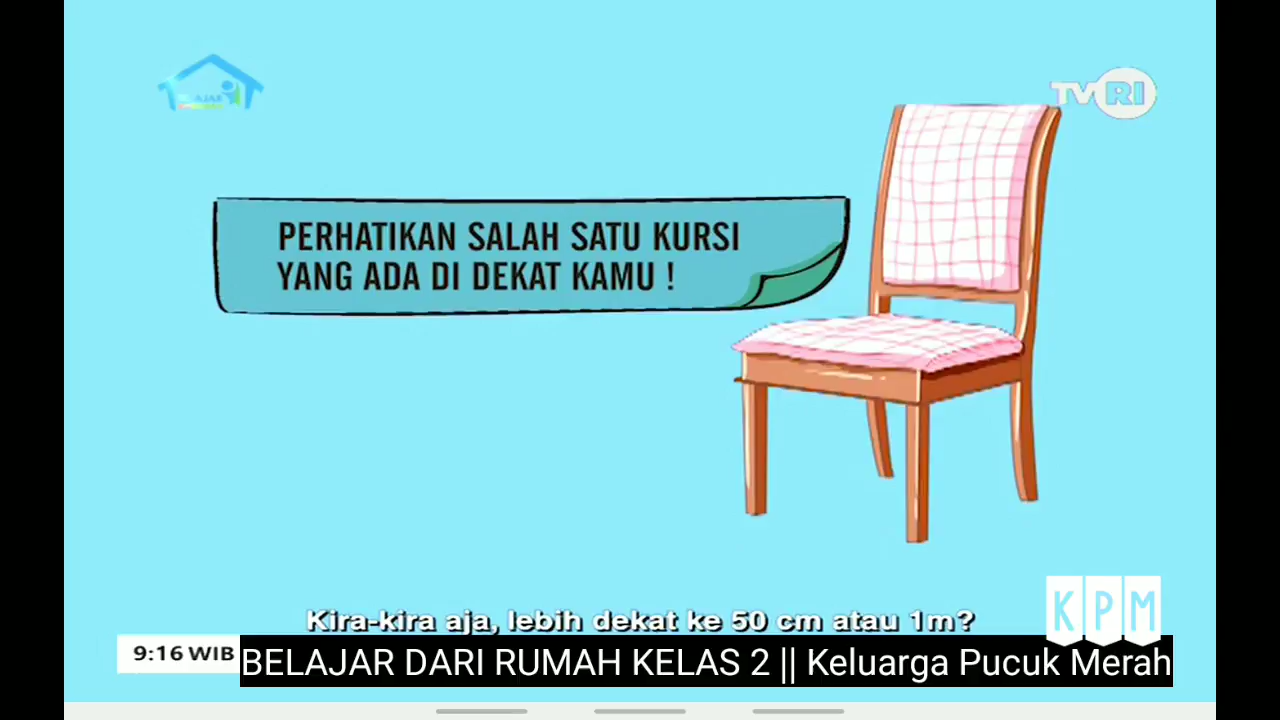 TVRI
PERHATIKAN SALAH SATU KURSI
YANG ADA DI DEKAT KAMU !
Kira-kira aja, lebih dekat ke 50 cm atau 1m?
KPM
9:16 WIB
BELAJAR DARI RUMAH KELAS 2 || Keluarga Pucuk Merah